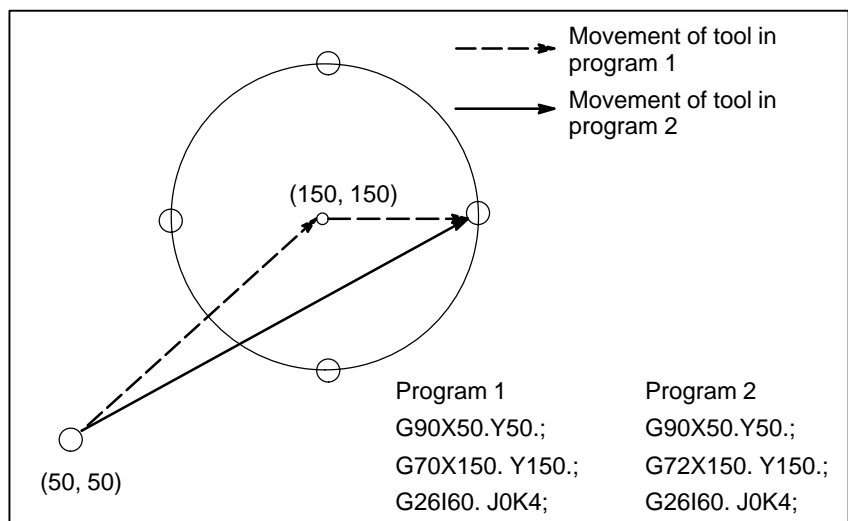 Movement of tool in
program 1
Movement of tool in
program 2
(150, 150)
(50, 50)
Program 1
G90X50.Y50.;
G70X150. Y150.;
G26I60. J0K4;
Program 2
G90X50.Y50.;
G72X150. Y150.;
G26I60. J0K4;